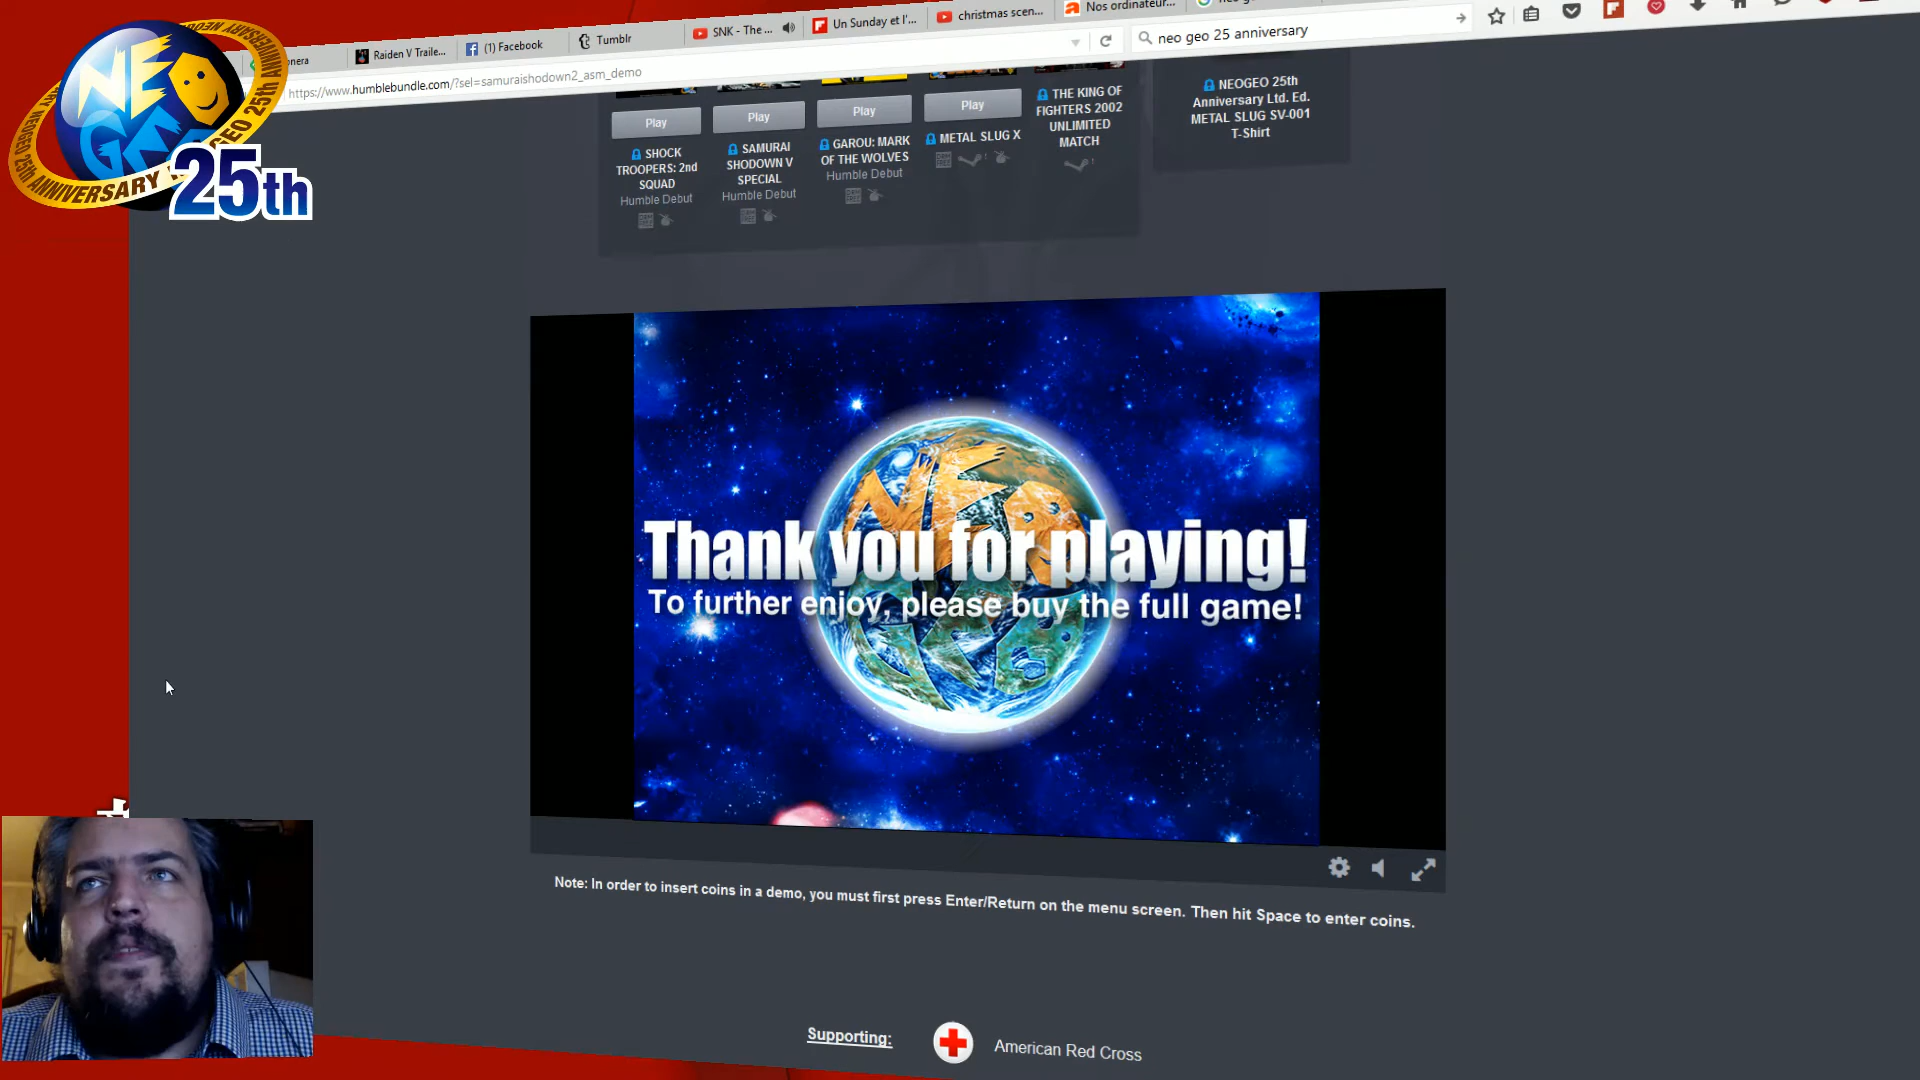 onera
Raiden V Traile...
(1) Facebook
Tumblr
SNK - The ...
Un Sunday et l'...
christmas scen...
Nos ordinateur...
https://www.humblebundle.com/?sel=samuraishodown2_asm_demo
neo geo 25 anniversary
NEO GEO
NEOGEO 25th ANNIVERSARY
25th
Play
Play
Play
Play
SHOCK TROOPERS: 2nd SQUAD
Humble Debut
SAMURAI SHODOWN V SPECIAL
Humble Debut
GAROU: MARK OF THE WOLVES
Humble Debut
METAL SLUG X
THE KING OF FIGHTERS 2002 UNLIMITED MATCH
NEOGEO 25th Anniversary Ltd. Ed. METAL SLUG SV-001 T-Shirt
NEO GEO
Thank you for playing!
To further enjoy, please buy the full game!
Note: In order to insert coins in a demo, you must first press Enter/Return on the menu screen. Then hit Space to enter coins.
Supporting:
American Red Cross